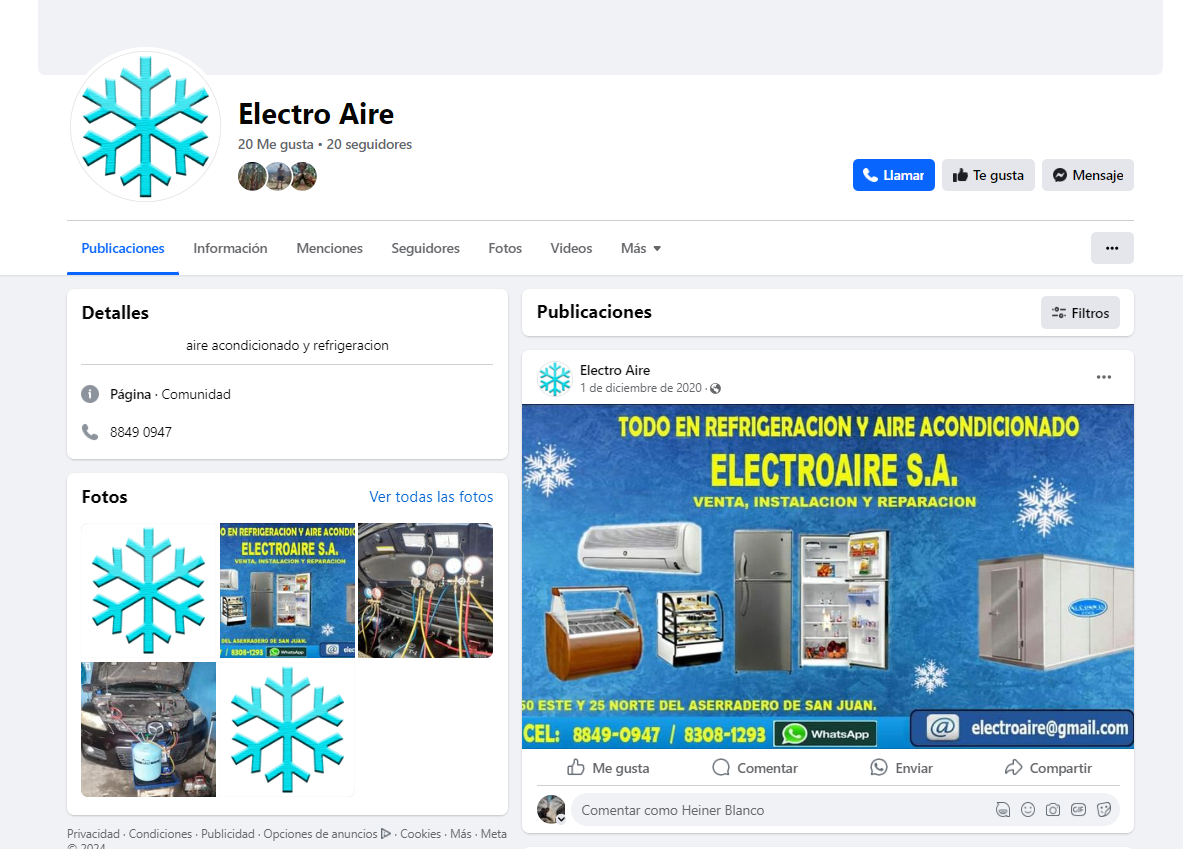 Electro Aire
20 Me gusta • 20 seguidores
Llamar
Te gusta
Mensaje
Publicaciones
Información
Menciones
Seguidores
Fotos
Videos
Más
Detalles
aire acondicionado y refrigeracion
Página · Comunidad
8849 0947
Fotos
Ver todas las fotos
O EN REFRIGERACION Y AIRE ACONDIC
ELECTROAIRE S.A.
VENTA, INSTALACION Y REPARACION
DEL ASERRADERO DE SAN JUAN.
/ 8308-1293
WhatsApp
@ elec
Privacidad · Condiciones · Publicidad · Opciones de anuncios · Cookies · Más · Meta
© 2024
Publicaciones
Filtros
Electro Aire
1 de diciembre de 2020 ·
TODO EN REFRIGERACION Y AIRE ACONDICIONADO
ELECTROAIRE S.A.
VENTA, INSTALACION Y REPARACION
50 ESTE Y 25 NORTE DEL ASERRADERO DE SAN JUAN.
CEL: 8849-0947 / 8308-1293
WhatsApp
@ electroaire@gmail.com
Me gusta
Comentar
Enviar
Compartir
Comentar como Heiner Blanco
GIF